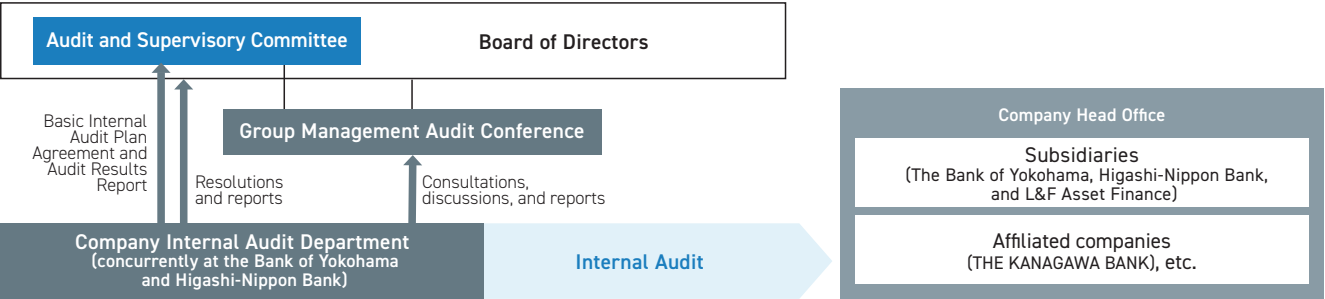 Audit and Supervisory Committee
Board of Directors
Basic Internal
Audit Plan
Agreement and
Audit Results
Report
Group Management Audit Conference
Resolutions
and reports
Consultations,
discussions, and reports
Company Internal Audit Department
(concurrently at the Bank of Yokohama
and Higashi-Nippon Bank)
Internal Audit
Company Head Office
Subsidiaries
(The Bank of Yokohama, Higashi-Nippon Bank,
and L&F Asset Finance)
Affiliated companies
(THE KANAGAWA BANK), etc.